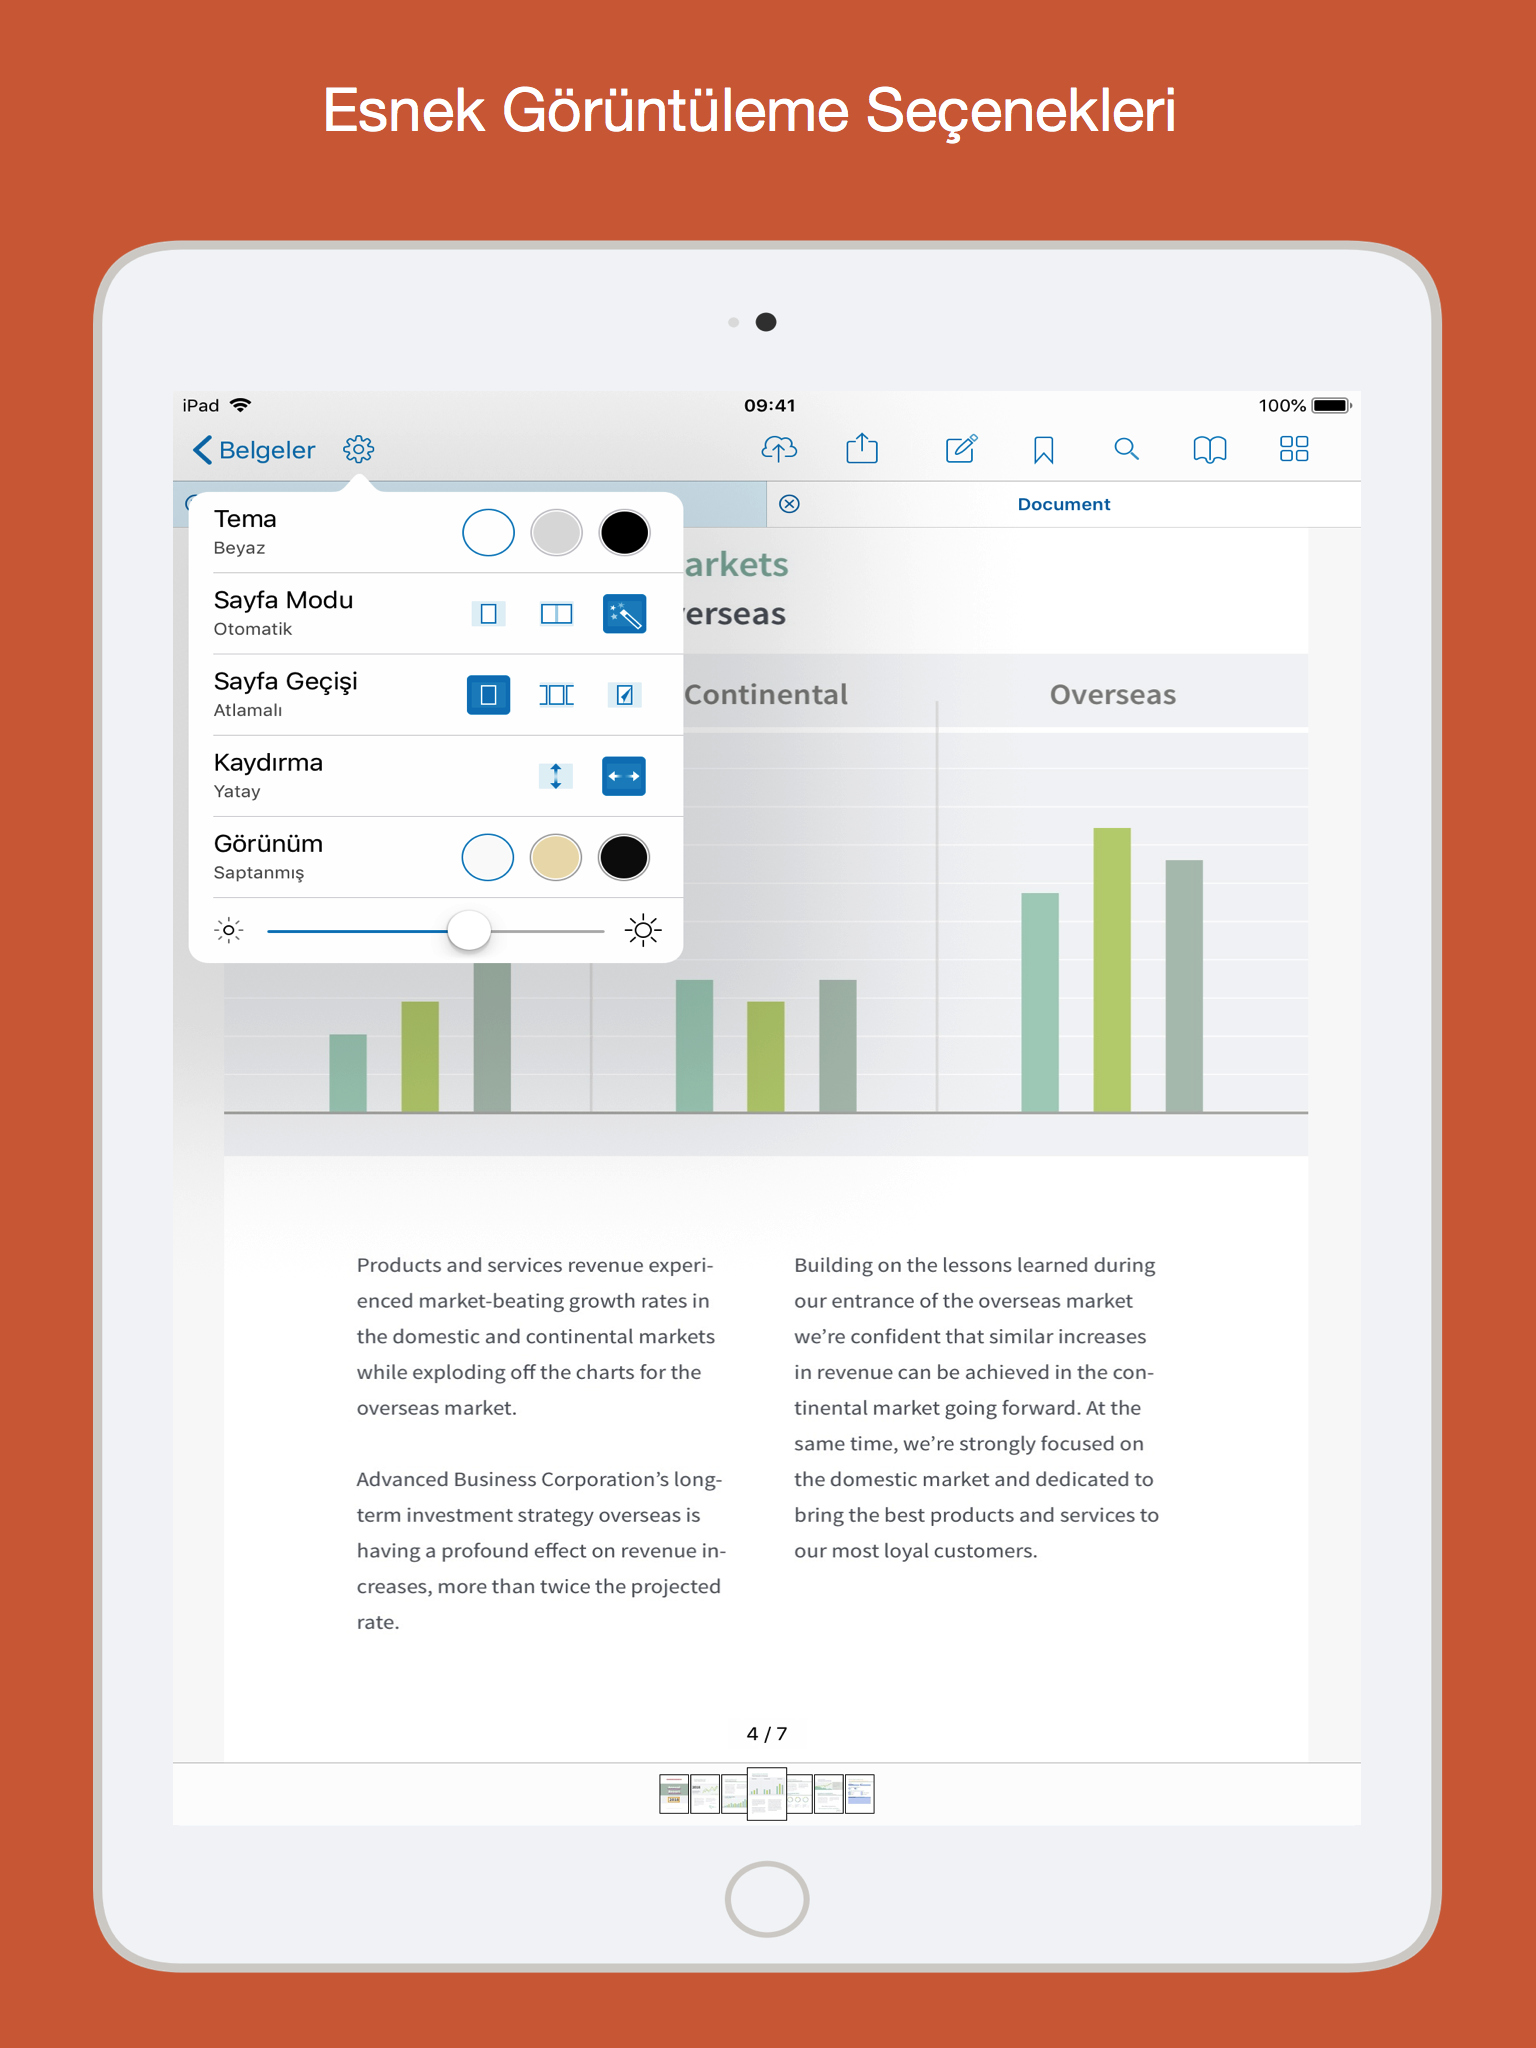 Esnek Görüntüleme Seçenekleri
iPad 09:41 100%
Belgeler
Document
Tema
Beyaz
Sayfa Modu
Otomatik
Sayfa Geçişi
Atlamalı
Kaydırma
Yatay
Görünüm
Saptanmış
arkets
erseas
Continental Overseas
Products and services revenue experi-
enced market-beating growth rates in
the domestic and continental markets
while exploding off the charts for the
overseas market.
Advanced Business Corporation’s long-
term investment strategy overseas is
having a profound effect on revenue in-
creases, more than twice the projected
rate.
Building on the lessons learned during
our entrance of the overseas market
we’re confident that similar increases
in revenue can be achieved in the con-
tinental market going forward. At the
same time, we’re strongly focused on
the domestic market and dedicated to
bring the best products and services to
our most loyal customers.
4 / 7